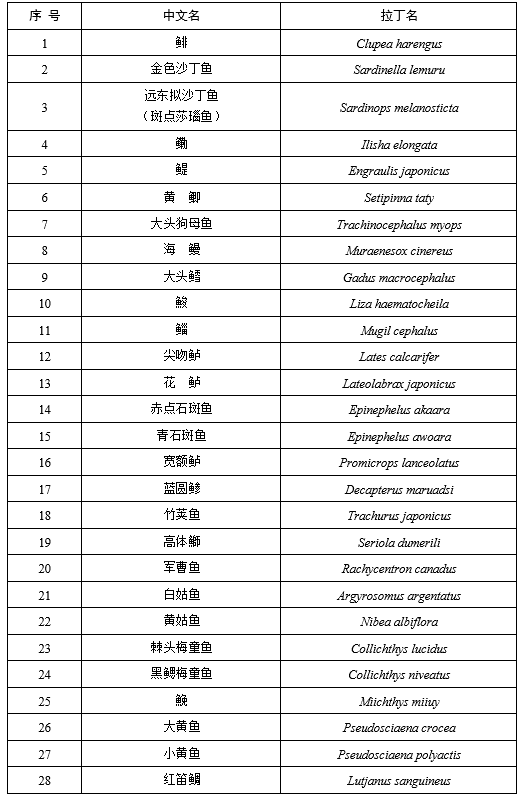 序 号 中文名 拉丁名
1 鲱 Clupea harengus
2 金色沙丁鱼 Sardinella lemuru
3 远东拟沙丁鱼
（斑点莎瑙鱼） Sardinops melanosticta
4 鳓 Ilisha elongata
5 鳀 Engraulis japonicus
6 黄 鲫 Setipinna taty
7 大头狗母鱼 Trachinocephalus myops
8 海 鳗 Muraenesox cinereus
9 大头鳕 Gadus macrocephalus
10 鮻 Liza haematocheila
11 鲻 Mugil cephalus
12 尖吻鲈 Lates calcarifer
13 花 鲈 Lateolabrax japonicus
14 赤点石斑鱼 Epinephelus akaara
15 青石斑鱼 Epinephelus awoara
16 宽额鲈 Promicrops lanceolatus
17 蓝圆鲹 Decapterus maruadsi
18 竹荚鱼 Trachurus japonicus
19 高体鰤 Seriola dumerili
20 军曹鱼 Rachycentron canadus
21 白姑鱼 Argyrosomus argentatus
22 黄姑鱼 Nibea albiflora
23 棘头梅童鱼 Collichthys lucidus
24 黑鳃梅童鱼 Collichthys niveatus
25 鮸 Miichthys miiuy
26 大黄鱼 Pseudosciaena crocea
27 小黄鱼 Pseudosciaena polyactis
28 红笛鲷 Lutjanus sanguineus